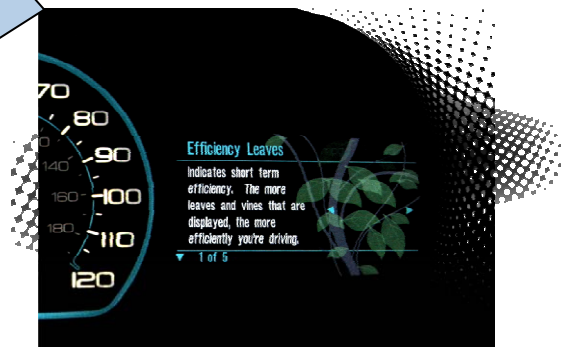 70
80
90
100
110
120
140
160
180
Efficiency Leaves
Indicates short term
efficiency. The more
leaves and vines that are
displayed, the more
efficiently you're driving.
1 of 5